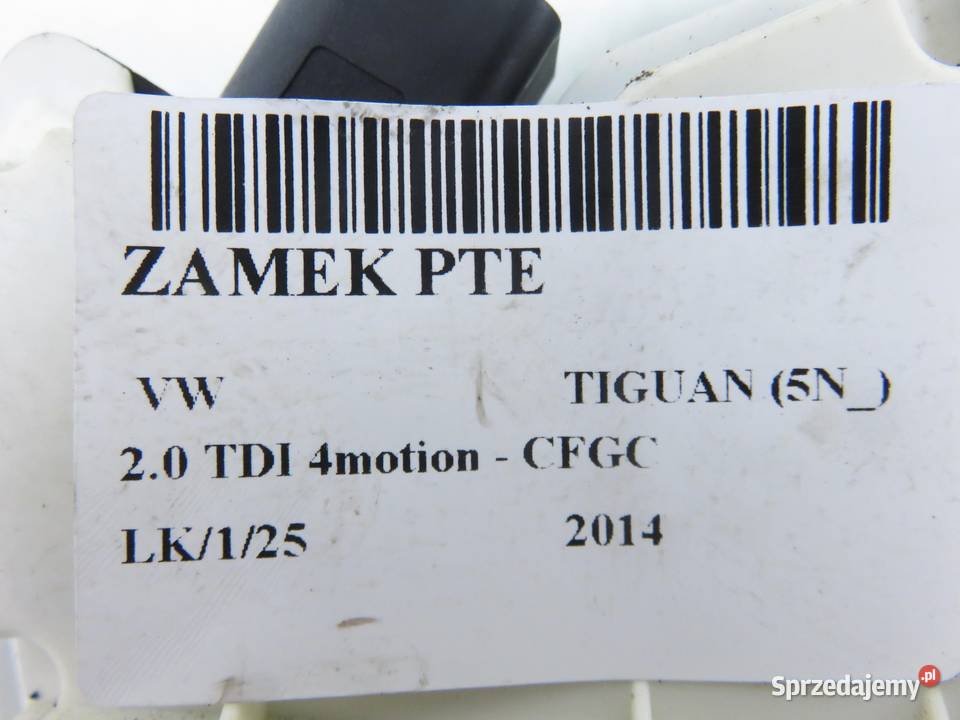 ZAMEK PTE
VW TIGUAN (5N_)
2.0 TDI 4motion - CFGC
LK/1/25 2014
Sprzedajemy.pl